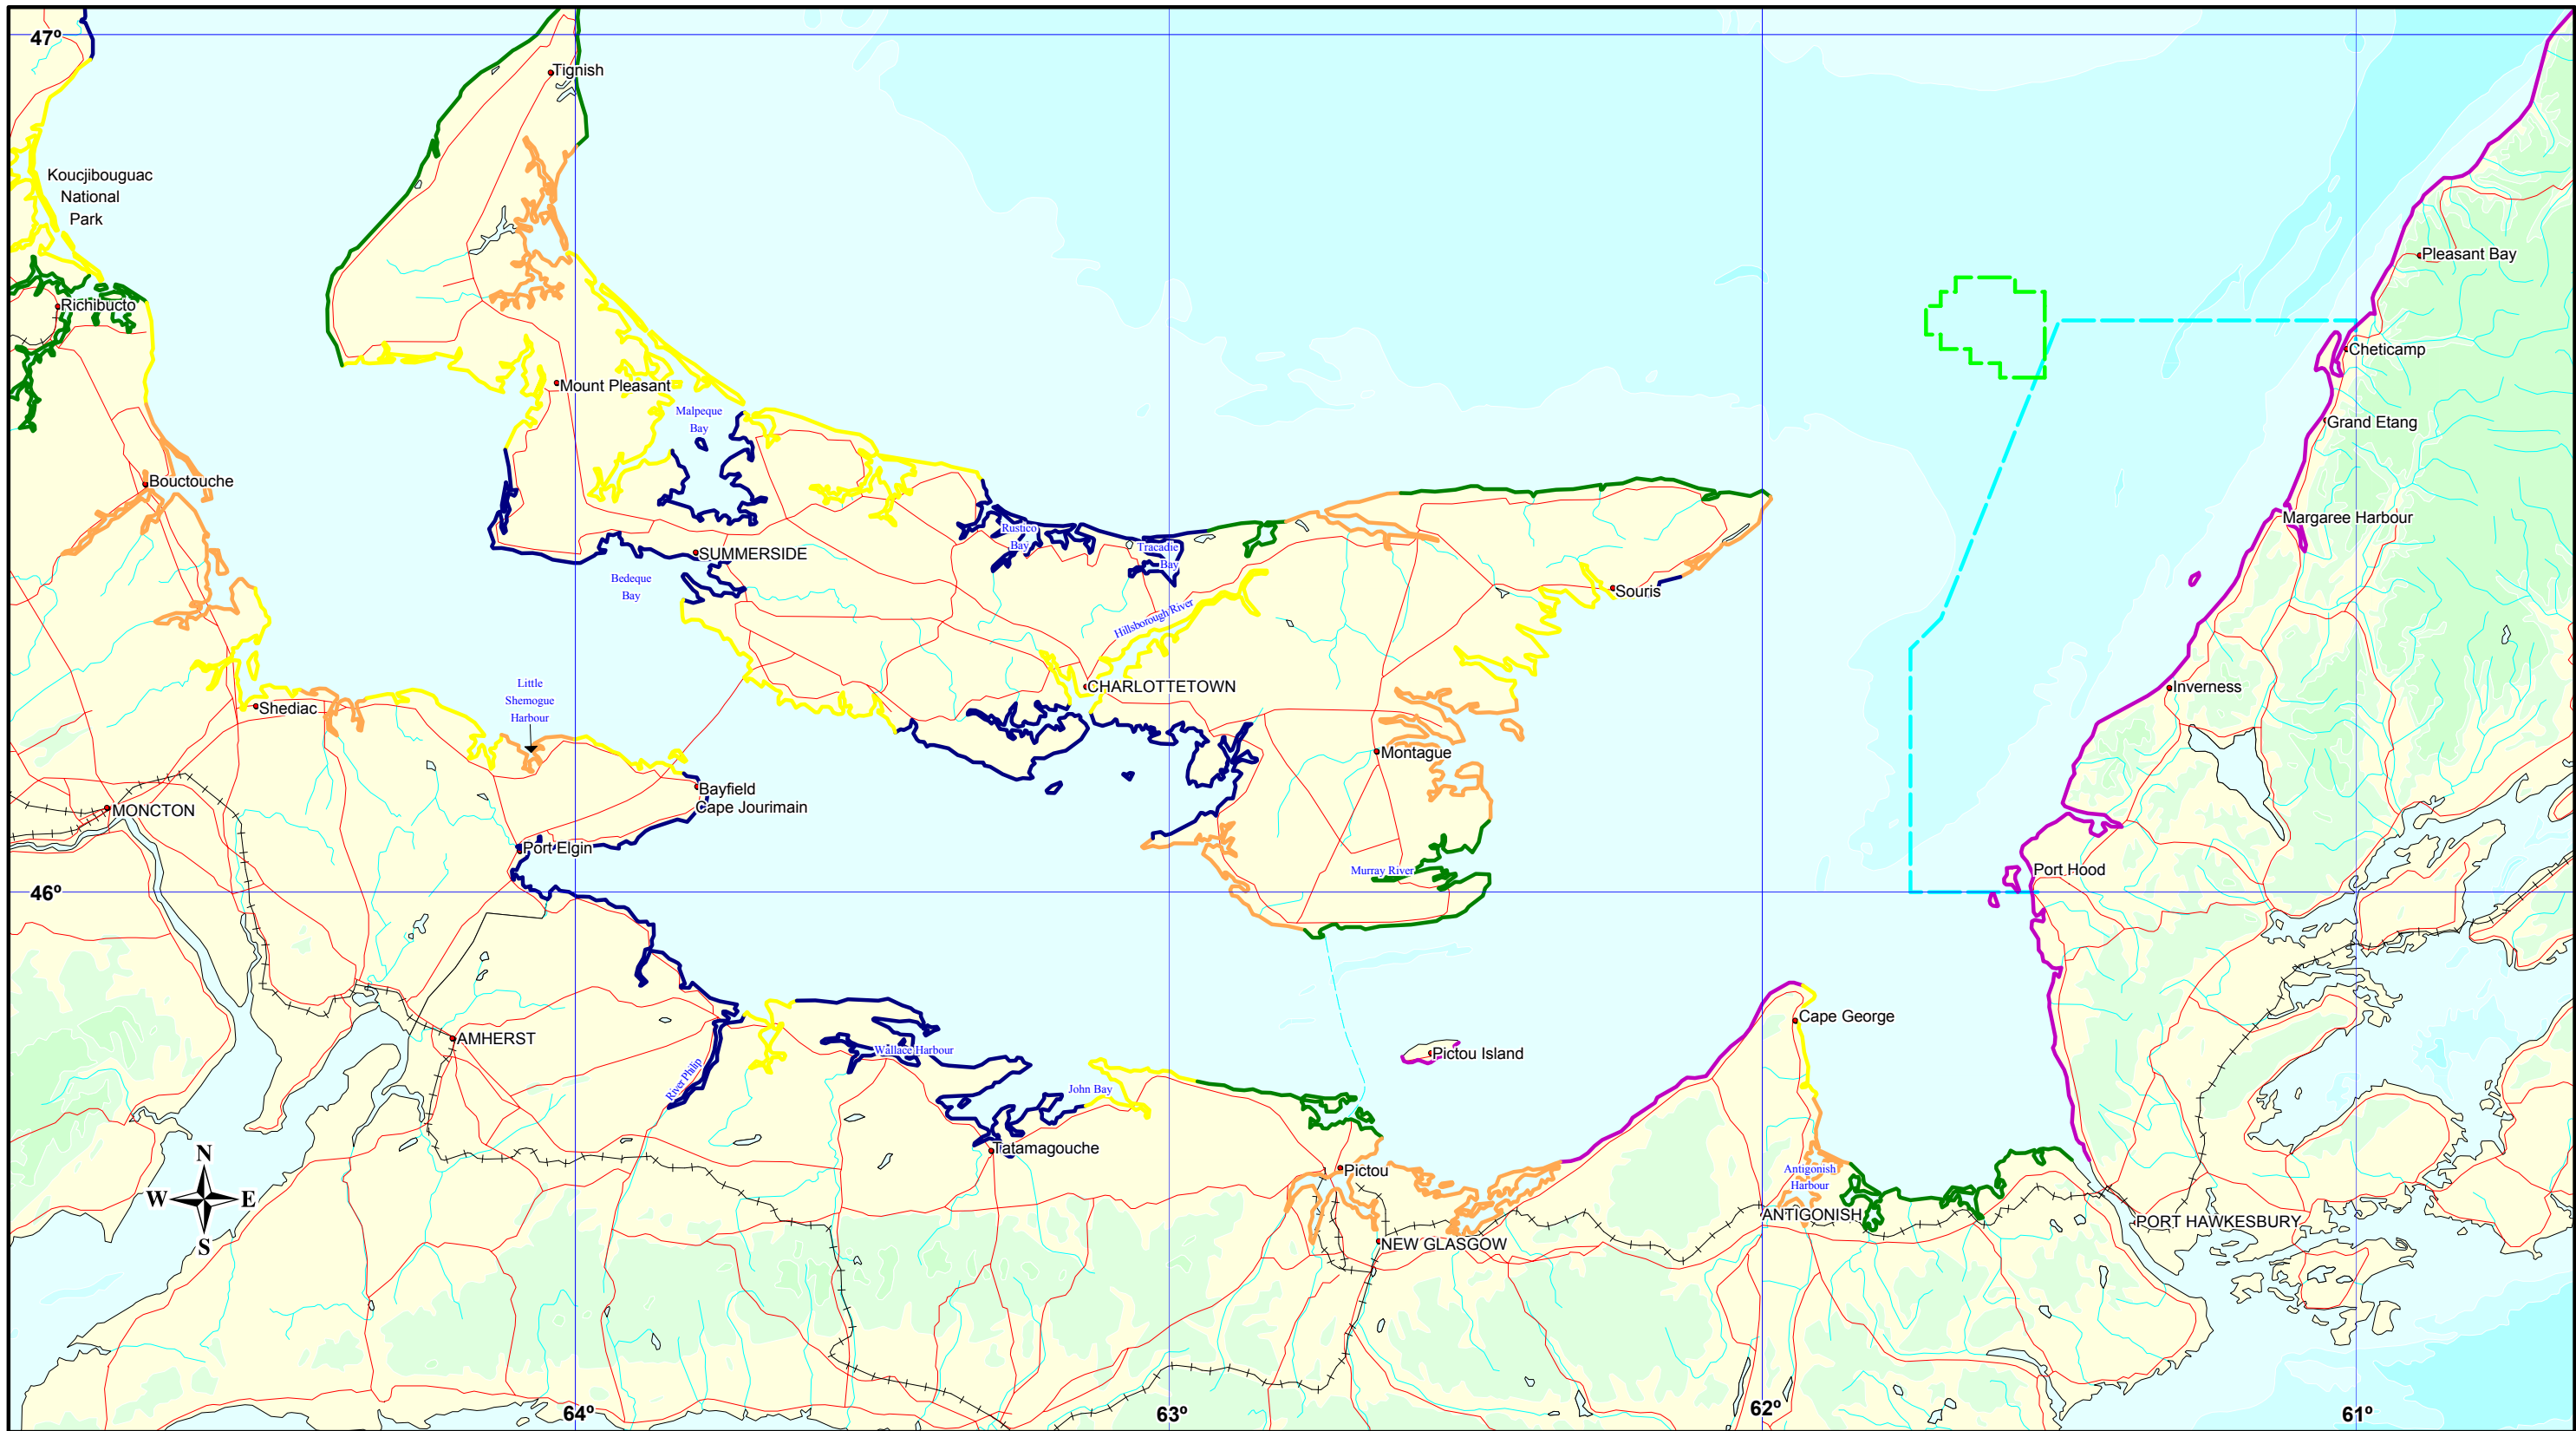 47º
Tignish
Koucjibouguac
National
Park
Pleasant Bay
Richibucto
Cheticamp
Mount Pleasant
Malpeque
Bay
Grand Etang
Bouctouche
Margaree Harbour
Rustico
Bay
Tracadie
Bay
SUMMERSIDE
Bedeque
Bay
Souris
Hillsborough River
CHARLOTTETOWN
Inverness
Little
Shemogue
Harbour
Shediac
Montague
Bayfield
Cape Jourimain
MONCTON
Port Elgin
Murray River
Port Hood
46º
Cape George
AMHERST
Wallace Harbour
Pictou Island
River Philip
John Bay
Tatamagouche
N
W
E
S
Pictou
Antigonish
Harbour
ANTIGONISH
PORT HAWKESBURY
NEW GLASGOW
64º
63º
62º
61º